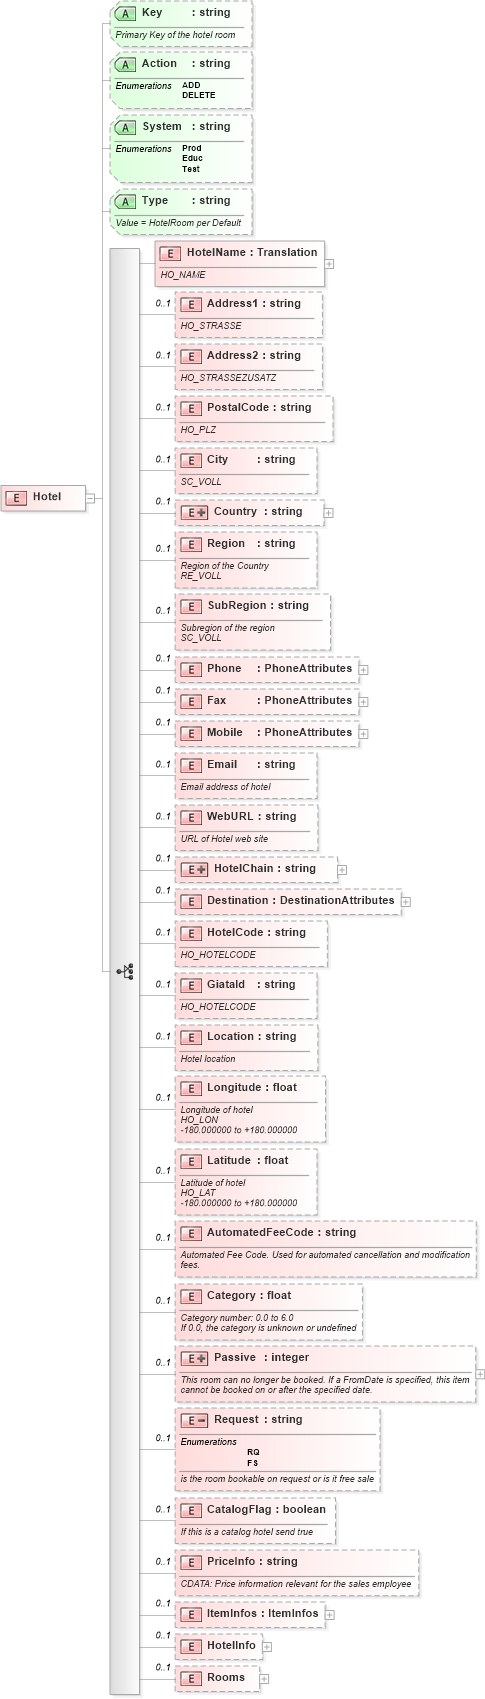 A Key : string
Primary Key of the hotel room
A Action : string
Enumerations ADD
DELETE
A System : string
Enumerations Prod
Educ
Test
A Type : string
Value = HotelRoom per Default
E HotelName : Translation
HO_NAME
0..1 E Address1 : string
HO_STRASSE
0..1 E Address2 : string
HO_STRASSEZUSATZ
0..1 E PostalCode : string
HO_PLZ
0..1 E City : string
SC_VOLL
E Hotel
0..1 E Country : string
0..1 E Region : string
Region of the Country
RE_VOLL
0..1 E SubRegion : string
Subregion of the region
SC_VOLL
0..1 E Phone : PhoneAttributes
0..1 E Fax : PhoneAttributes
0..1 E Mobile : PhoneAttributes
0..1 E Email : string
Email address of hotel
0..1 E WebURL : string
URL of Hotel web site
0..1 E HotelChain : string
0..1 E Destination : DestinationAttributes
0..1 E HotelCode : string
HO_HOTELCODE
0..1 E GiataId : string
HO_HOTELCODE
0..1 E Location : string
Hotel location
0..1 E Longitude : float
Longitude of hotel
HO_LON
-180.000000 to +180.000000
0..1 E Latitude : float
Latitude of hotel
HO_LAT
-180.000000 to +180.000000
0..1 E AutomatedFeeCode : string
Automated Fee Code. Used for automated cancellation and modification
fees.
0..1 E Category : float
Category number: 0.0 to 6.0
If 0.0, the category is unknown or undefined
0..1 E Passive : integer
This room can no longer be booked. If a FromDate is specified, this item
cannot be booked on or after the specified date.
0..1 E Request : string
Enumerations
RQ
FS
is the room bookable on request or is it free sale
0..1 E CatalogFlag : boolean
If this is a catalog hotel send true
0..1 E PriceInfo : string
CDATA: Price information relevant for the sales employee
0..1 E ItemInfos : ItemInfos
0..1 E HotelInfo
0..1 E Rooms